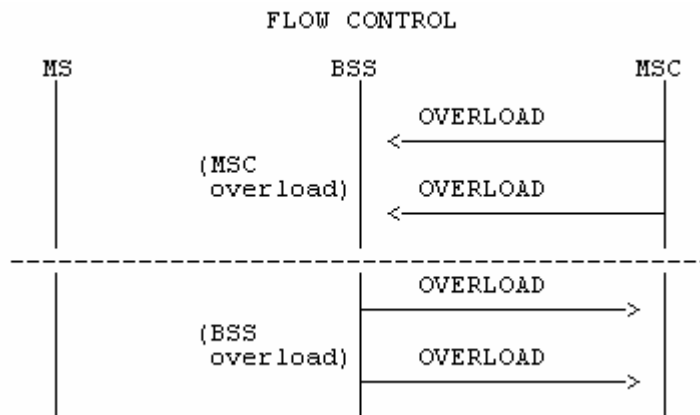 FLOW CONTROL
MS BSS MSC
OVERLOAD
(MSC
overload)
OVERLOAD
OVERLOAD
(BSS
overload)
OVERLOAD